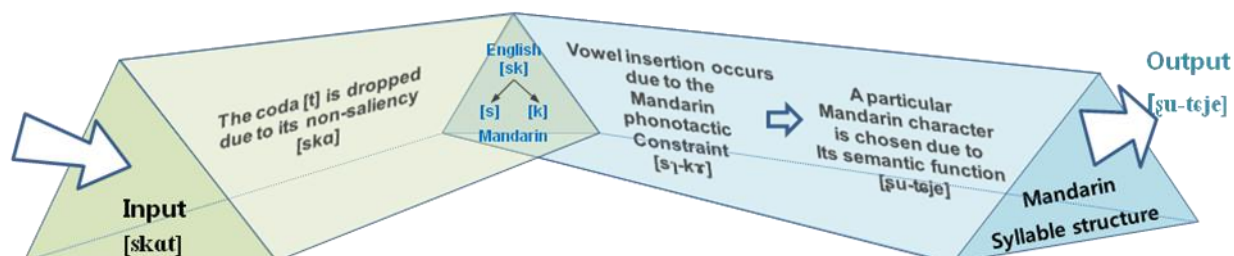 Input
[skɑt]
The coda [t] is dropped
due to its non-saliency
[skɑ]
English
[sk]
[s] [k]
Mandarin
Vowel insertion occurs
due to the
Mandarin
phonotactic
Constraint
[sɿ-kɤ]
A particular
Mandarin character
is chosen due to
Its semantic function
[ʂu-tɕje]
Mandarin
Syllable structure
Output
[ʂu-tɕje]